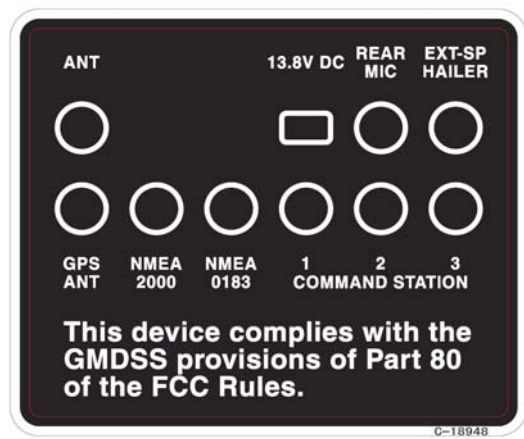 ANT 13.8V DC REAR MIC EXT-SP HAILER
GPS ANT NMEA 2000 NMEA 0183 1 2 3
COMMAND STATION
This device complies with the
GMDSS provisions of Part 80
of the FCC Rules.
C-18948